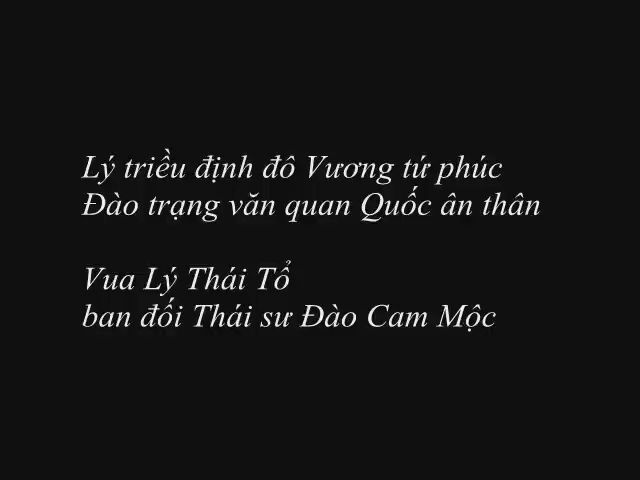 Lý triều định đô Vương tứ phúc
Đào trạng văn quan Quốc ân thân
Vua Lý Thái Tổ
ban đối Thái sư Đào Cam Mộc